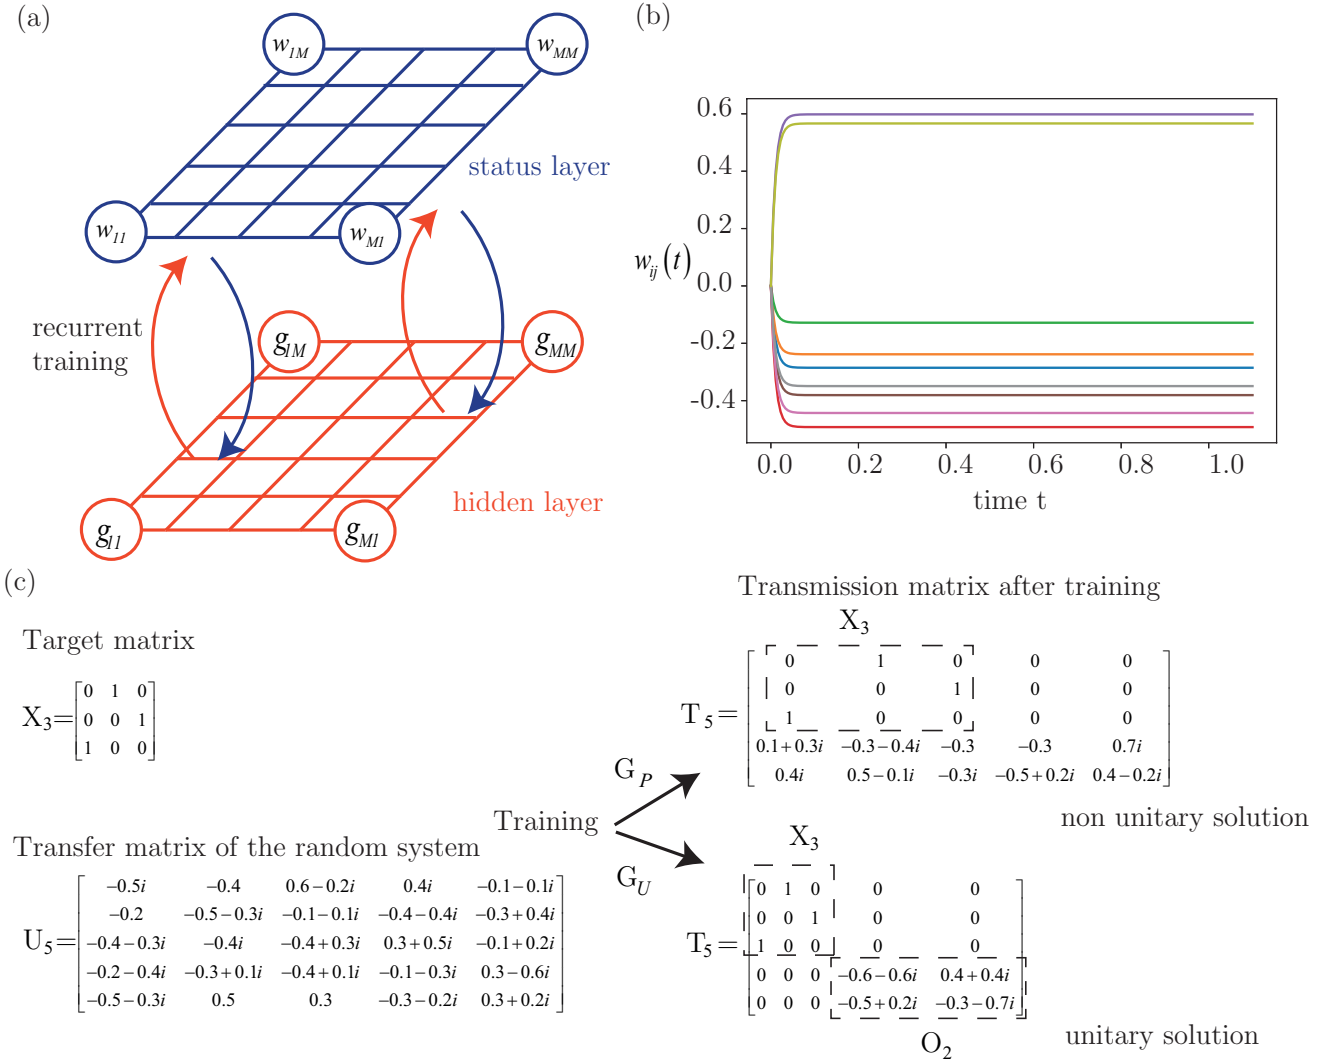 (a)
w1M
wMM
status layer
w11
wM1
recurrent
training
g1M
gMM
hidden layer
g11
gM1
(b)
0.6
0.4
0.2
wij(t)
0.0
-0.2
-0.4
0.0 0.2 0.4 0.6 0.8 1.0
time t
(c)
Target matrix
X3=
0 1 0
0 0 1
1 0 0
Transfer matrix of the random system
U5=
−0.5i −0.4 0.6−0.2i 0.4i −0.1−0.1i
−0.2 −0.5−0.3i −0.1−0.1i −0.4−0.4i −0.3+0.4i
−0.4−0.3i −0.4i −0.4+0.3i 0.3+0.5i −0.1+0.2i
−0.2−0.4i −0.3+0.1i −0.4+0.1i −0.1−0.3i 0.3−0.6i
−0.5−0.3i 0.5 0.3 −0.3−0.2i 0.3+0.2i
Training
GP
GU
Transmission matrix after training
X3
T5=
0 1 0 0 0
0 0 1 0 0
1 0 0 0 0
0.1+0.3i −0.3−0.4i −0.3 −0.3 0.7i
0.4i 0.5−0.1i −0.3i −0.5+0.2i 0.4−0.2i
non unitary solution
X3
T5=
0 1 0 0 0
0 0 1 0 0
1 0 0 0 0
0 0 0 −0.6−0.6i 0.4+0.4i
0 0 0 −0.5+0.2i −0.3−0.7i
O2
unitary solution